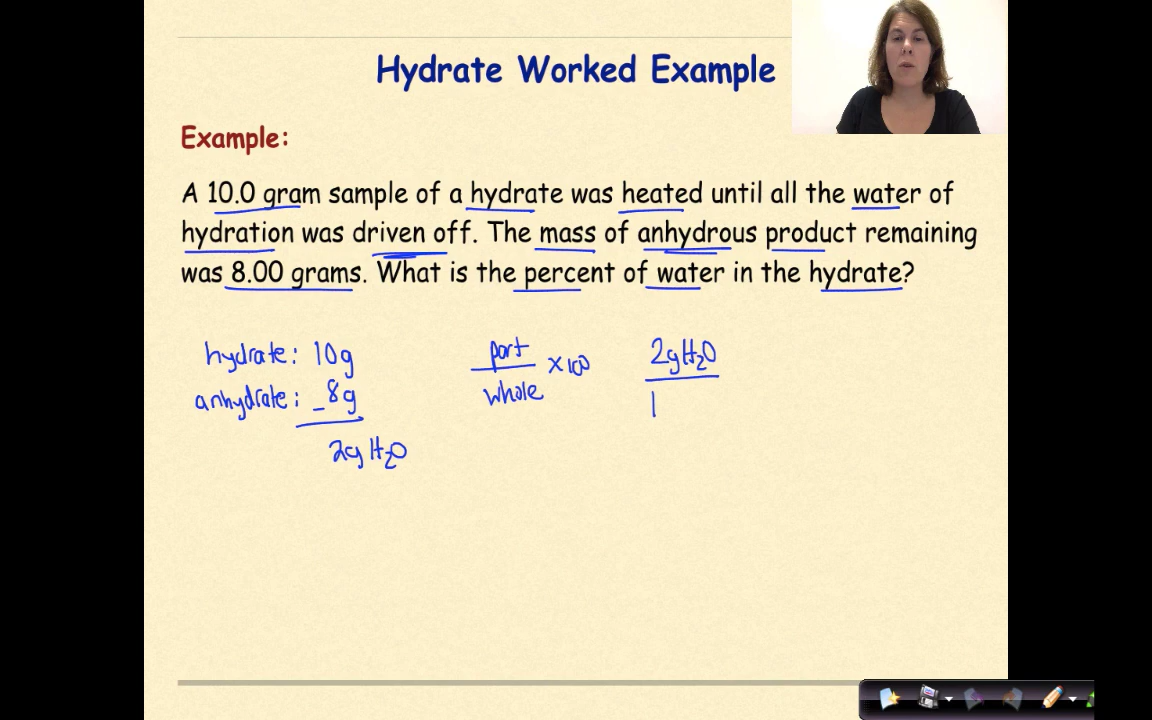 Hydrate Worked Example
Example:
A 10.0 gram sample of a hydrate was heated until all the water of
hydration was driven off. The mass of anhydrous product remaining
was 8.00 grams. What is the percent of water in the hydrate?
hydrate: 10g
anhydrate: -8g
2g H2O
part
whole
x100
2g H2O
1